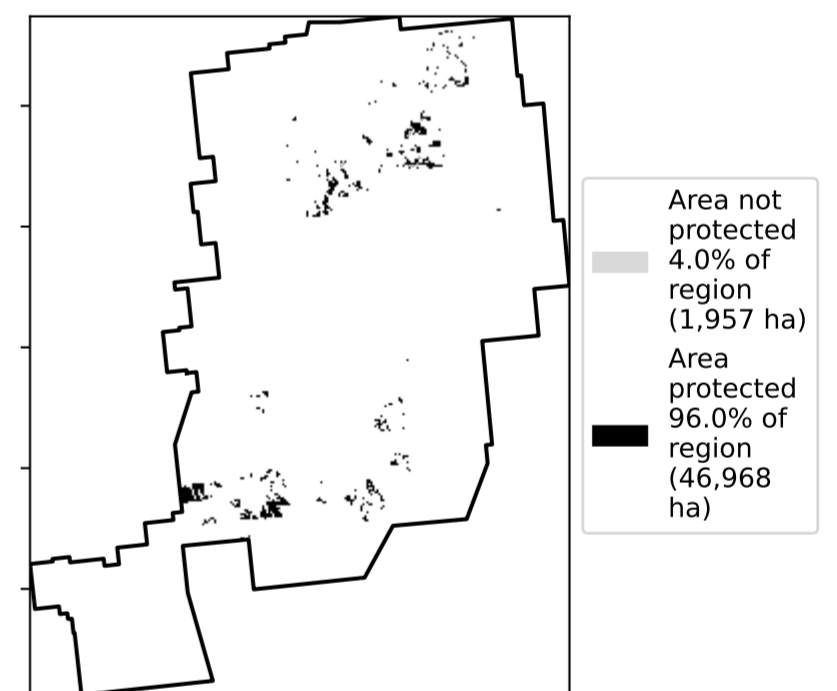 Area not
protected
4.0% of
region
(1,957 ha)
Area
protected
96.0% of
region
(46,968
ha)